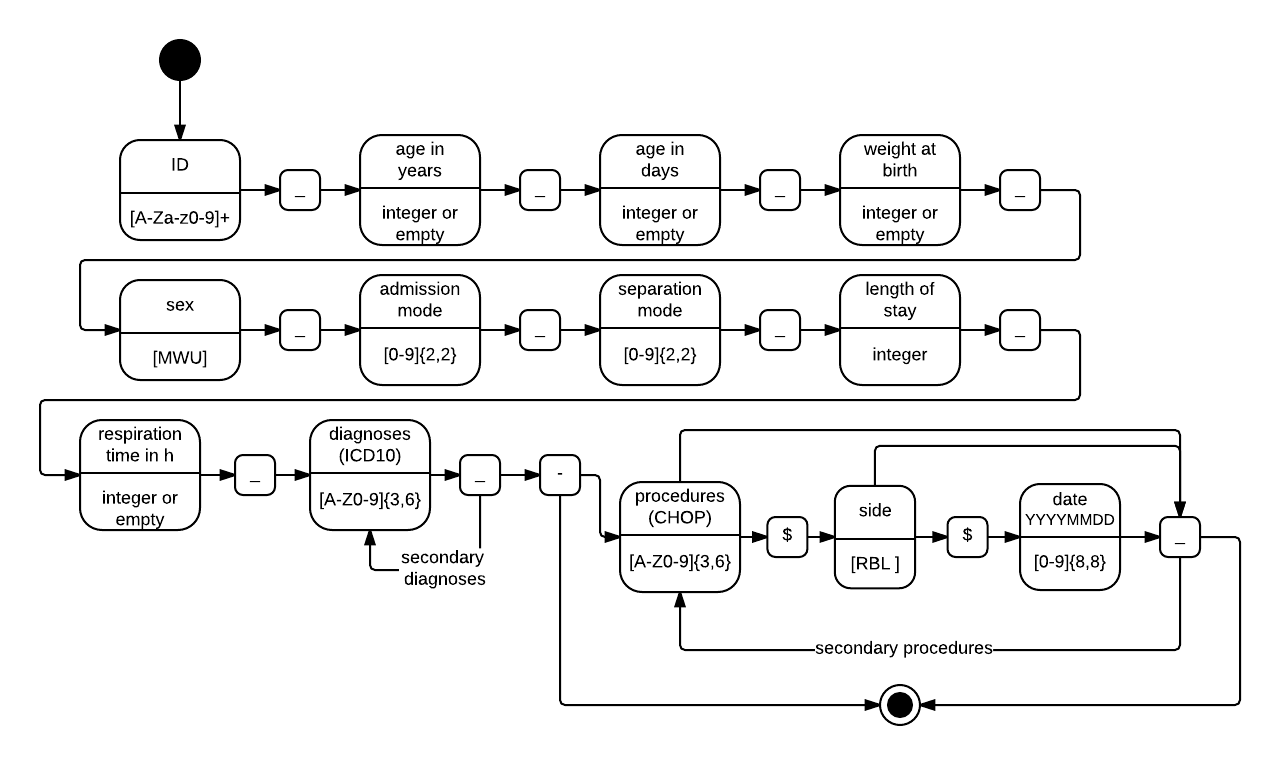 ID
[A-Za-z0-9]+
_
age in
years
integer or
empty
_
age in
days
integer or
empty
_
weight at
birth
integer or
empty
_
sex
[MWU]
_
admission
mode
[0-9]{2,2}
_
separation
mode
[0-9]{2,2}
_
length of
stay
integer
_
respiration
time in h
integer or
empty
_
diagnoses
(ICD10)
[A-Z0-9]{3,6}
_
secondary
diagnoses
-
procedures
(CHOP)
[A-Z0-9]{3,6}
$
side
[RBL ]
$
date
YYYYMMDD
[0-9]{8,8}
_
secondary procedures